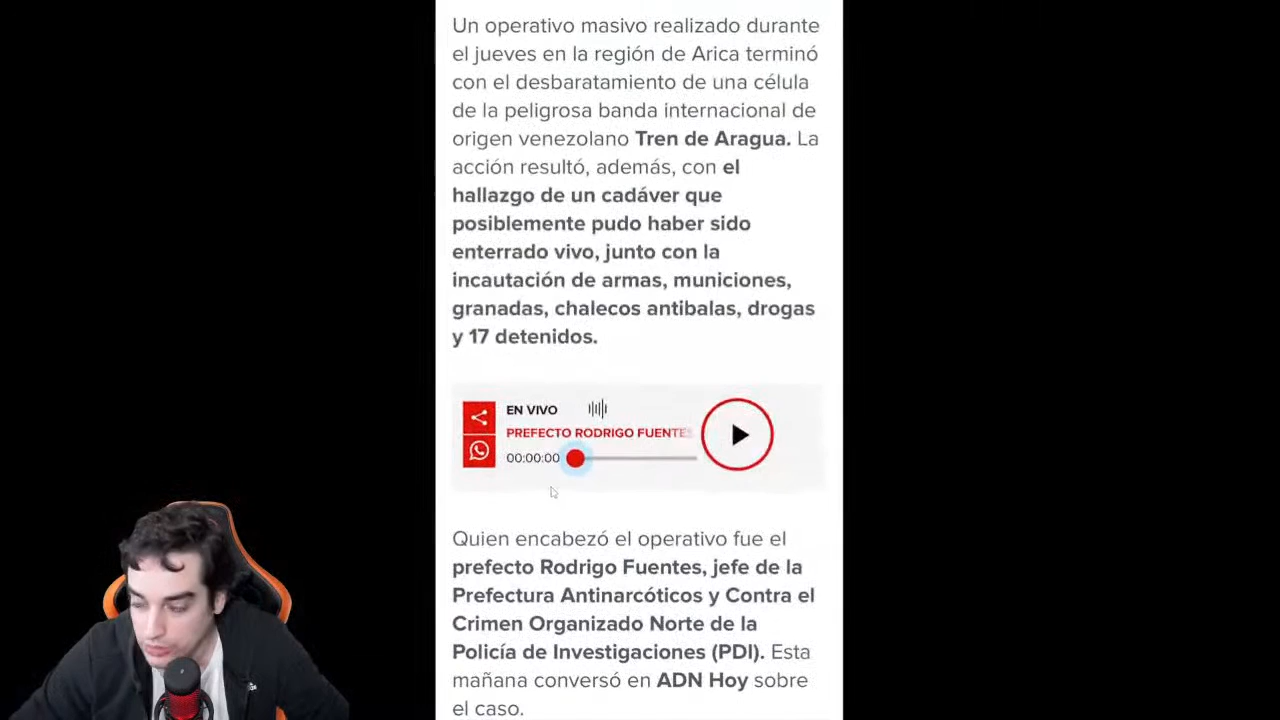 Un operativo masivo realizado durante
el jueves en la región de Arica terminó
con el desbaratamiento de una célula
de la peligrosa banda internacional de
origen venezolano Tren de Aragua. La
acción resultó, además, con el
hallazgo de un cadáver que
posiblemente pudo haber sido
enterrado vivo, junto con la
incautación de armas, municiones,
granadas, chalecos antibalas, drogas
y 17 detenidos.
EN VIVO
PREFECTO RODRIGO FUENTES
00:00:00
Quien encabezó el operativo fue el
prefecto Rodrigo Fuentes, jefe de la
Prefectura Antinarcóticos y Contra el
Crimen Organizado Norte de la
Policía de Investigaciones (PDI). Esta
mañana conversó en ADN Hoy sobre
el caso.